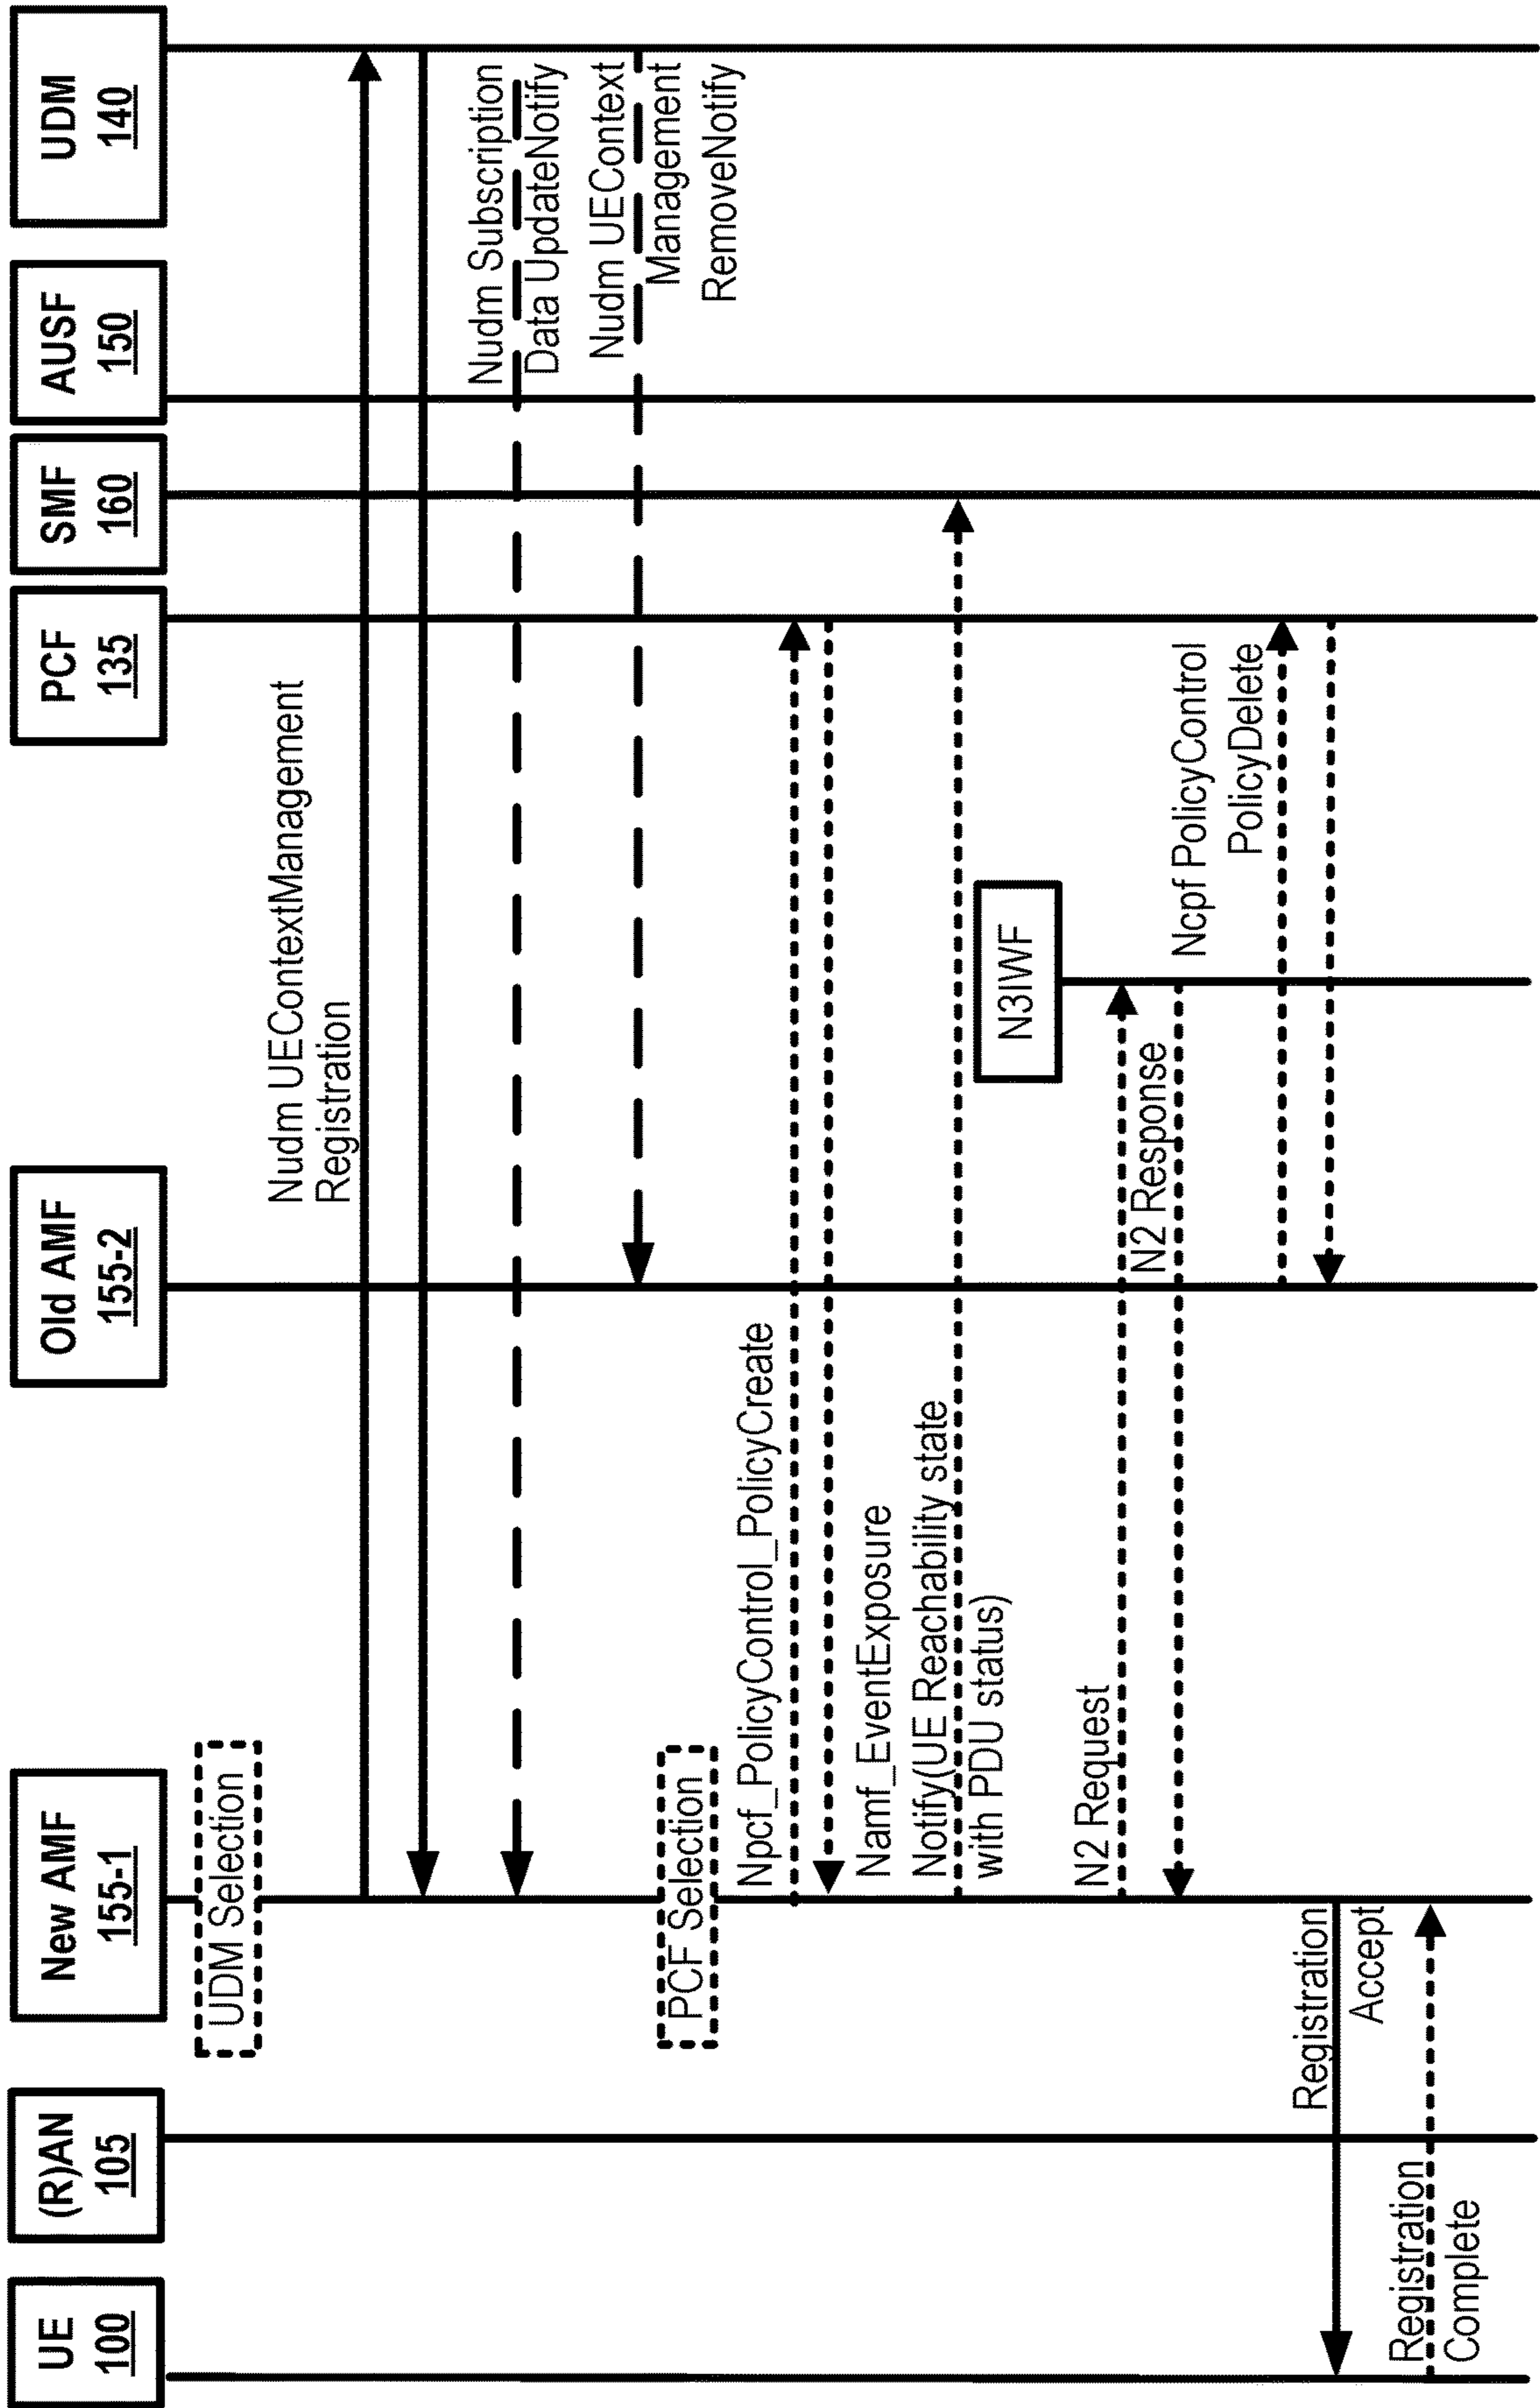 UE
100
(R)AN
105
New AMF
155-1
Old AMF
155-2
PCF
135
SMF
160
AUSF
150
UDM
140
UDM Selection
Nudm UEContextManagement
Registration
Nudm Subscription
Data UpdateNotify
Nudm UEContext
Management
RemoveNotify
PCF Selection
Npcf_PolicyControl_PolicyCreate
Namf_EventExposure
Notify(UE Reachability state
with PDU status)
N3IWF
N2 Request
N2 Response
Ncpf PolicyControl
PolicyDelete
Registration
Accept
Registration
Complete